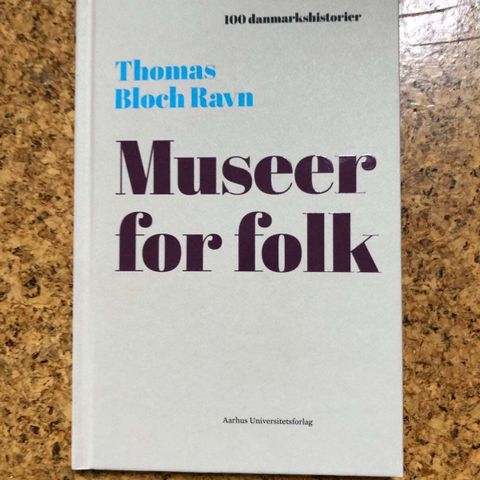 100 danmarkshistorier
Thomas
Bloch Ravn
Museer
for folk
Aarhus Universitetsforlag